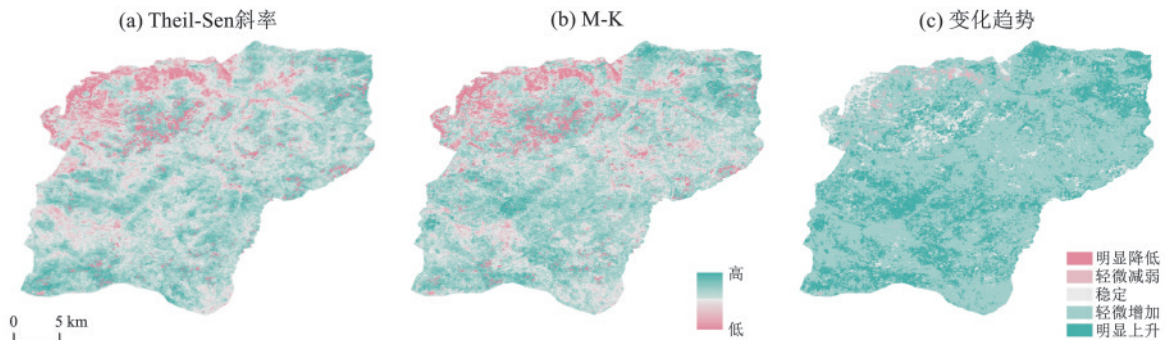 (a) Theil-Sen斜率
(b) M-K
(c) 变化趋势
高
低
明显降低
轻微减弱
稳定
轻微增加
明显上升
0 5 km